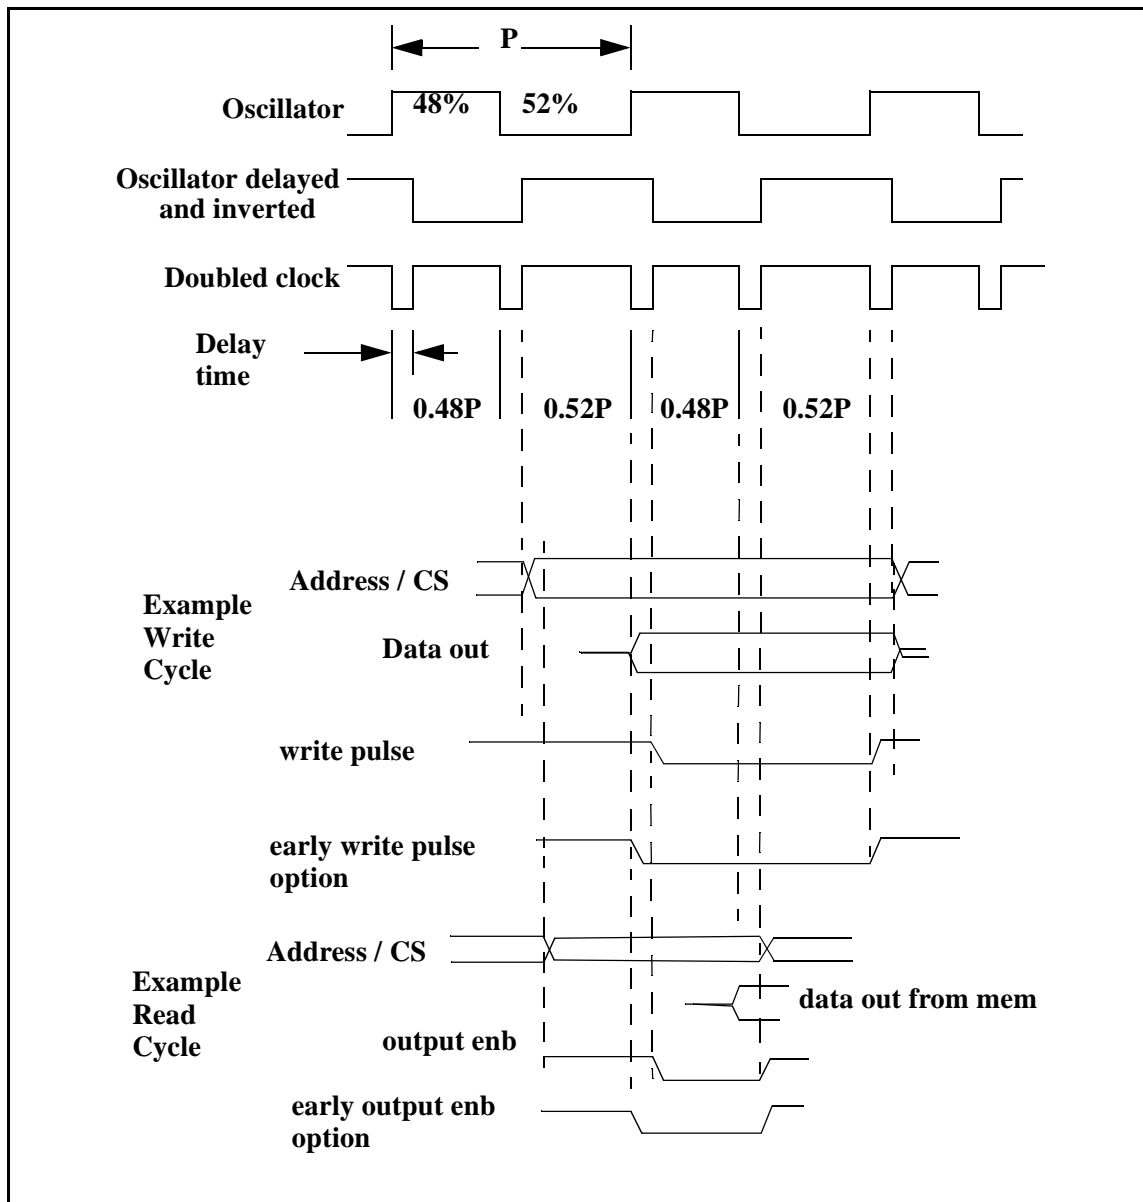 P
Oscillator
48%
52%
Oscillator delayed
and inverted
Doubled clock
Delay
time
0.48P
0.52P
0.48P
0.52P
Example
Write
Cycle
Address / CS
Data out
write pulse
early write pulse
option
Example
Read
Cycle
Address / CS
data out from mem
output enb
early output enb
option